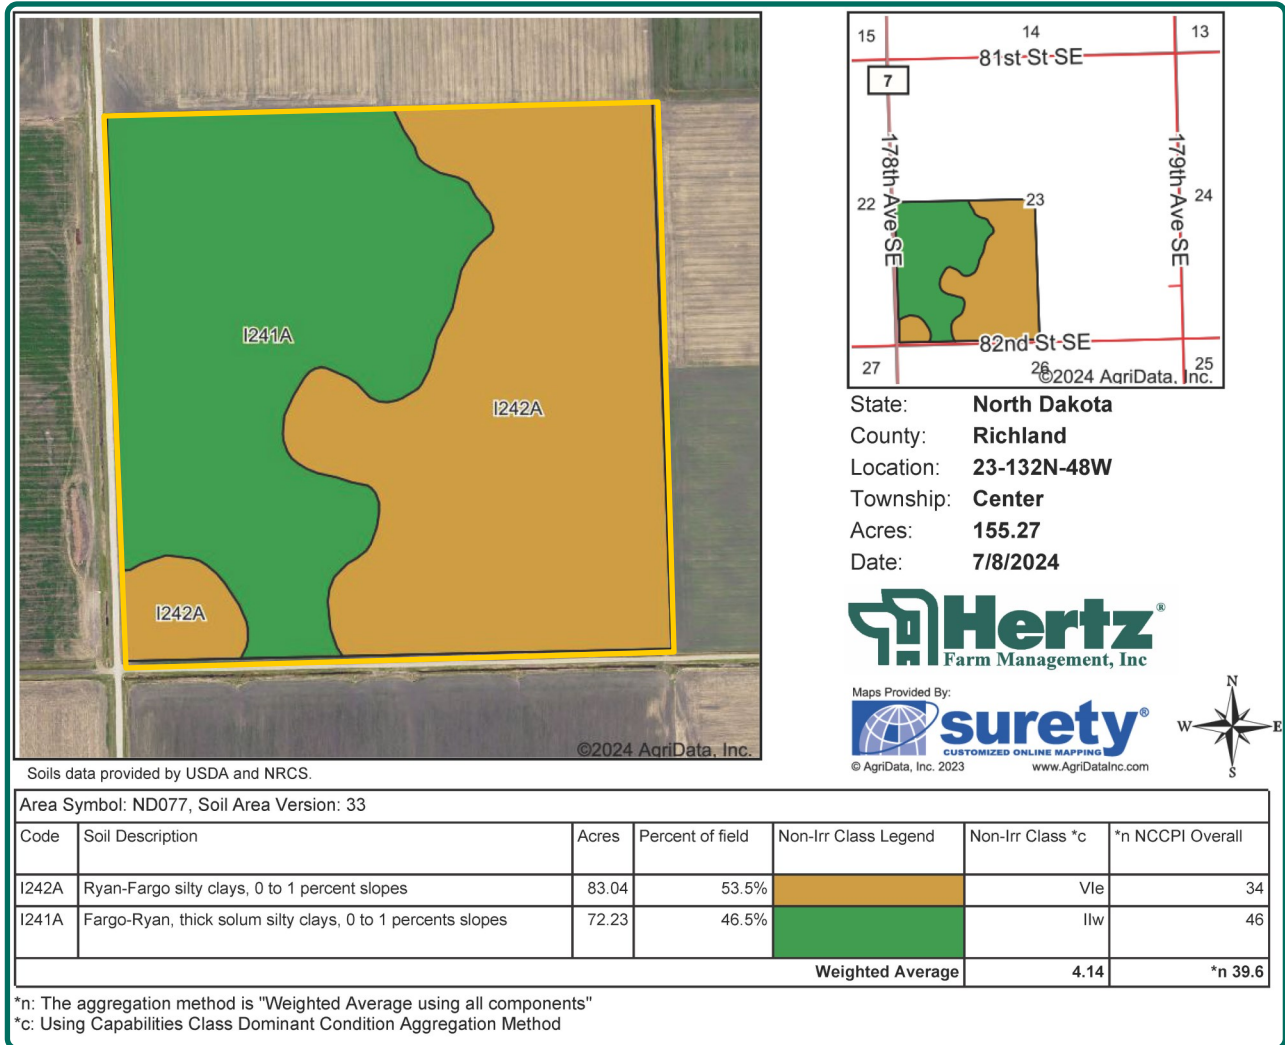 I241A
I242A
I242A
©2024 AgriData, Inc.
Soils data provided by USDA and NRCS.
15
14
13
81st St SE
7
178th Ave SE
179th Ave SE
22
23
24
82nd St SE
27
26
25
©2024 AgriData, Inc.
State: North Dakota
County: Richland
Location: 23-132N-48W
Township: Center
Acres: 155.27
Date: 7/8/2024
Hertz®
Farm Management, Inc
Maps Provided By:
surety®
CUSTOMIZED ONLINE MAPPING
© AgriData, Inc. 2023 www.AgriDataInc.com
N
W E
S
Area Symbol: ND077, Soil Area Version: 33
Code Soil Description Acres Percent of field Non-Irr Class Legend Non-Irr Class *c *n NCCPI Overall
I242A Ryan-Fargo silty clays, 0 to 1 percent slopes 83.04 53.5% VIe 34
I241A Fargo-Ryan, thick solum silty clays, 0 to 1 percents slopes 72.23 46.5% IIw 46
Weighted Average 4.14 *n 39.6
*n: The aggregation method is "Weighted Average using all components"
*c: Using Capabilities Class Dominant Condition Aggregation Method